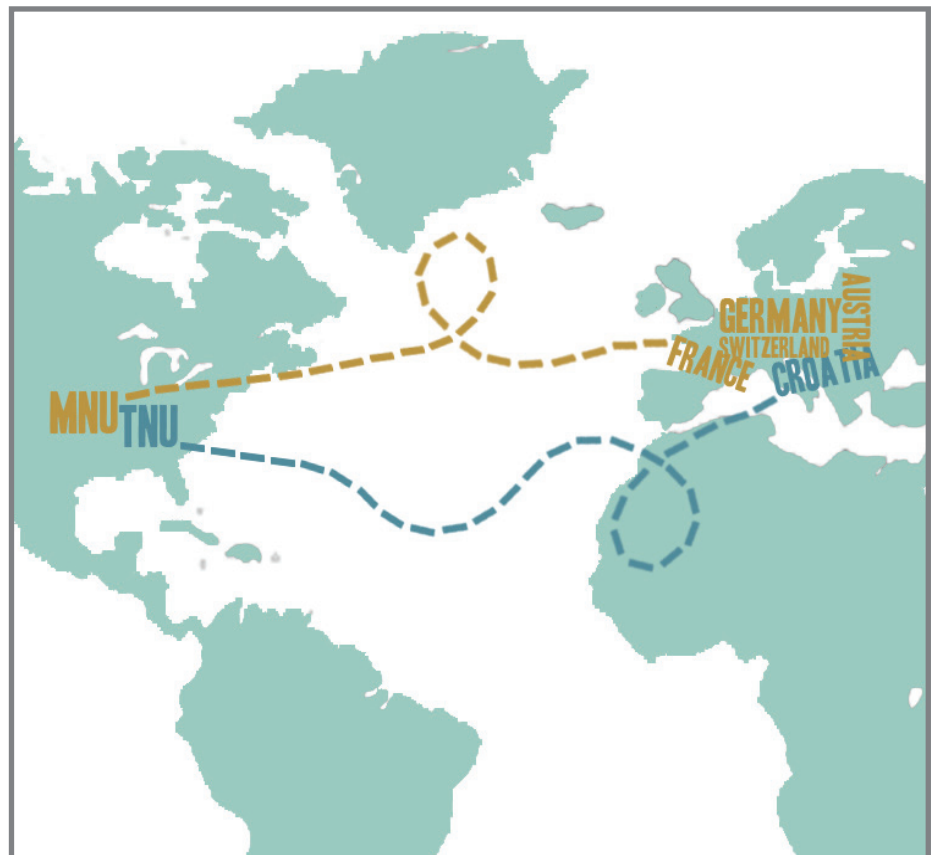 MNU
TNU
FRANCE
GERMANY
SWITZERLAND
AUSTRIA
CROATIA